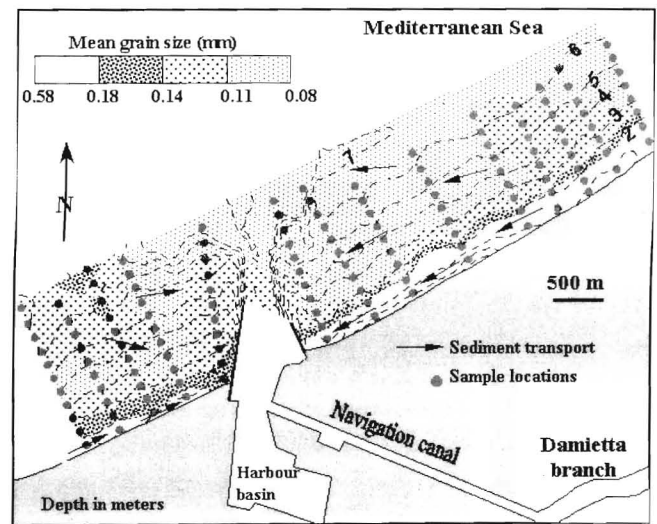 Mediterranean Sea
Mean grain size (mm)
0.58 0.18 0.14 0.11 0.08
6
5
4
3
2
7
N
500 m
Sediment transport
Sample locations
Navigation canal
Damietta
branch
Harbour
basin
Depth in meters